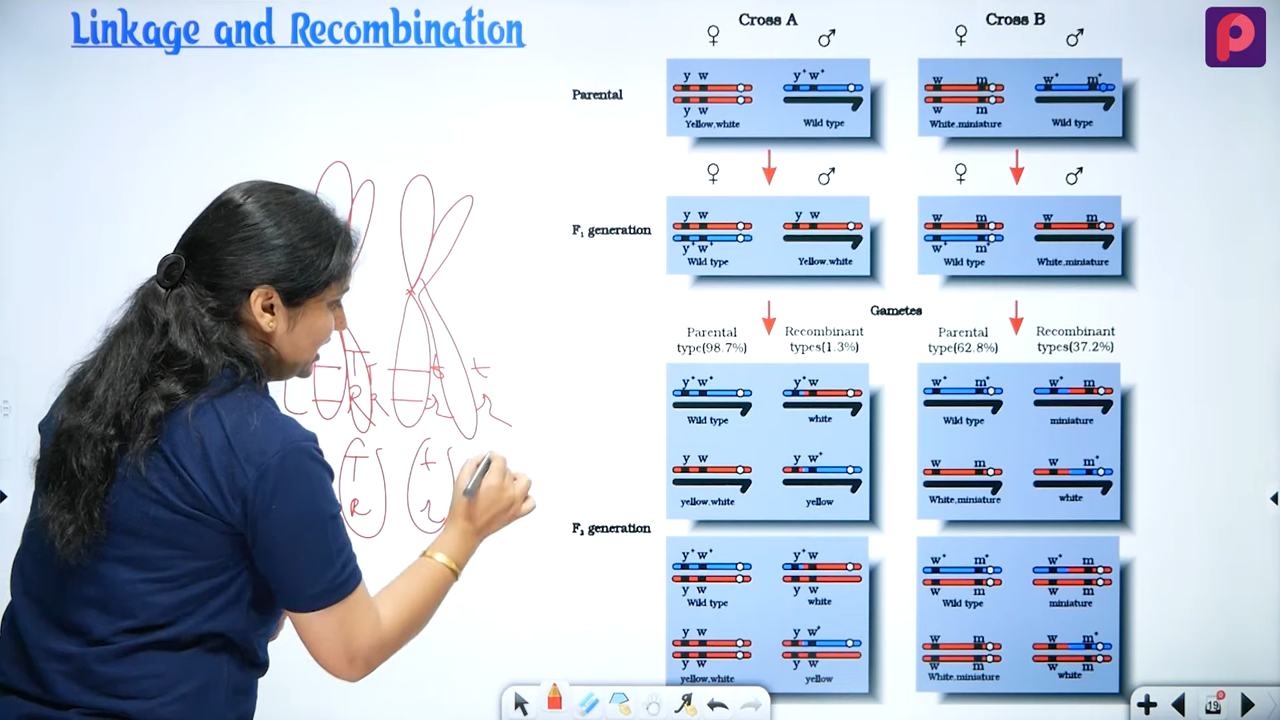 Linkage and Recombination
Cross A
Cross B
♀ ♂ ♀ ♂
Parental
y w
y⁺ w⁺
w m
w⁺ m⁺
y w
w m
Yellow,white
Wild type
White,miniature
Wild type
♀ ♂ ♀ ♂
F₁ generation
y w
y w
w m
w m
y⁺ w⁺
w⁺ m⁺
Wild type
Yellow,white
Wild type
White,miniature
Gametes
Parental
type(98.7%)
Recombinant
types(1.3%)
Parental
type(62.8%)
Recombinant
types(37.2%)
y⁺ w⁺
y⁺ w
w⁺ m⁺
w⁺ m
Wild type
white
Wild type
miniature
y w
y w⁺
w m
w m⁺
yellow,white
yellow
White,miniature
white
F₂ generation
y⁺ w⁺
y⁺ w
w⁺ m⁺
w⁺ m
y w
y w
w m
w m
Wild type
white
Wild type
miniature
y w
y w⁺
w m
w m⁺
y w
y w
w m
w m
yellow,white
yellow
White,miniature
white
T
t
t
R
r
T
t
R
r
19